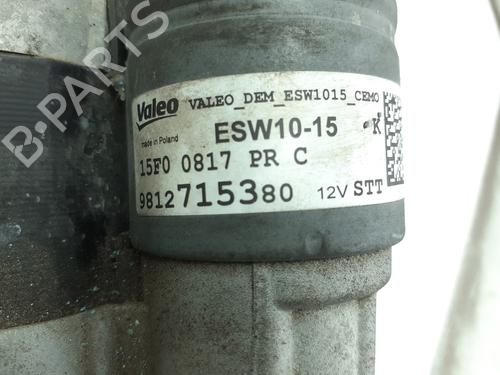 B-PARTS
Valeo VALEO_DEM_ESW1015_CEMO
made in Poland ESW10-15 -K
15F0 0817 PR C
9812715380 12V STT